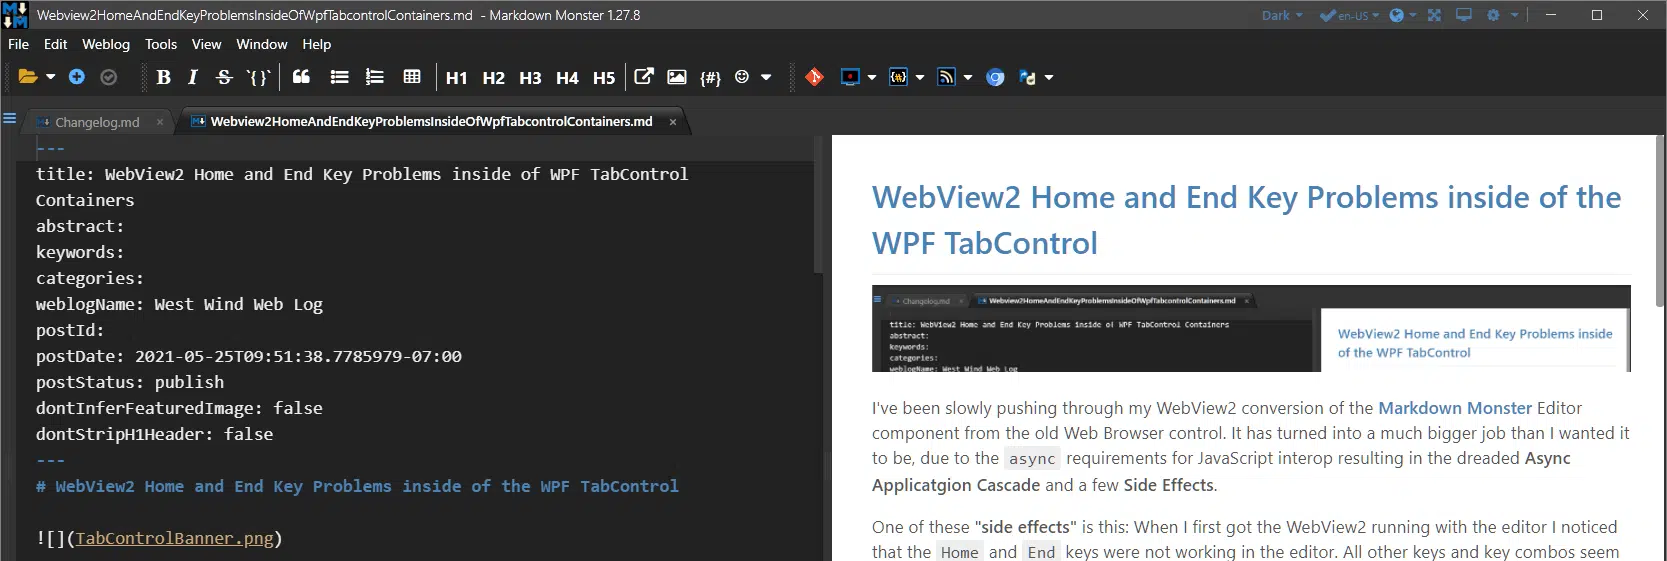 Webview2HomeAndEndKeyProblemsInsideOfWpfTabcontrolContainers.md - Markdown Monster 1.27.8
Dark en-US
File Edit Weblog Tools View Window Help
B I S `{}` H1 H2 H3 H4 H5 {#} {#}
Changelog.md × Webview2HomeAndEndKeyProblemsInsideOfWpfTabcontrolContainers.md ×
---
title: WebView2 Home and End Key Problems inside of WPF TabControl
Containers
abstract:
keywords:
categories:
weblogName: West Wind Web Log
postId:
postDate: 2021-05-25T09:51:38.7785979-07:00
postStatus: publish
dontInferFeaturedImage: false
dontStripH1Header: false
---
# WebView2 Home and End Key Problems inside of the WPF TabControl
![](TabControlBanner.png)
WebView2 Home and End Key Problems inside of the
WPF TabControl
Changelog.md × Webview2HomeAndEndKeyProblemsInsideOfWpfTabcontrolContainers.md ×
title: WebView2 Home and End Key Problems inside of WPF TabControl Containers
abstract:
keywords:
categories:
weblogName: West Wind Web Log
WebView2 Home and End Key Problems inside
of the WPF TabControl
I've been slowly pushing through my WebView2 conversion of the Markdown Monster Editor
component from the old Web Browser control. It has turned into a much bigger job than I wanted it
to be, due to the async requirements for JavaScript interop resulting in the dreaded Async
Applicatgion Cascade and a few Side Effects.
One of these "side effects" is this: When I first got the WebView2 running with the editor I noticed
that the Home and End keys were not working in the editor. All other keys and key combos seem